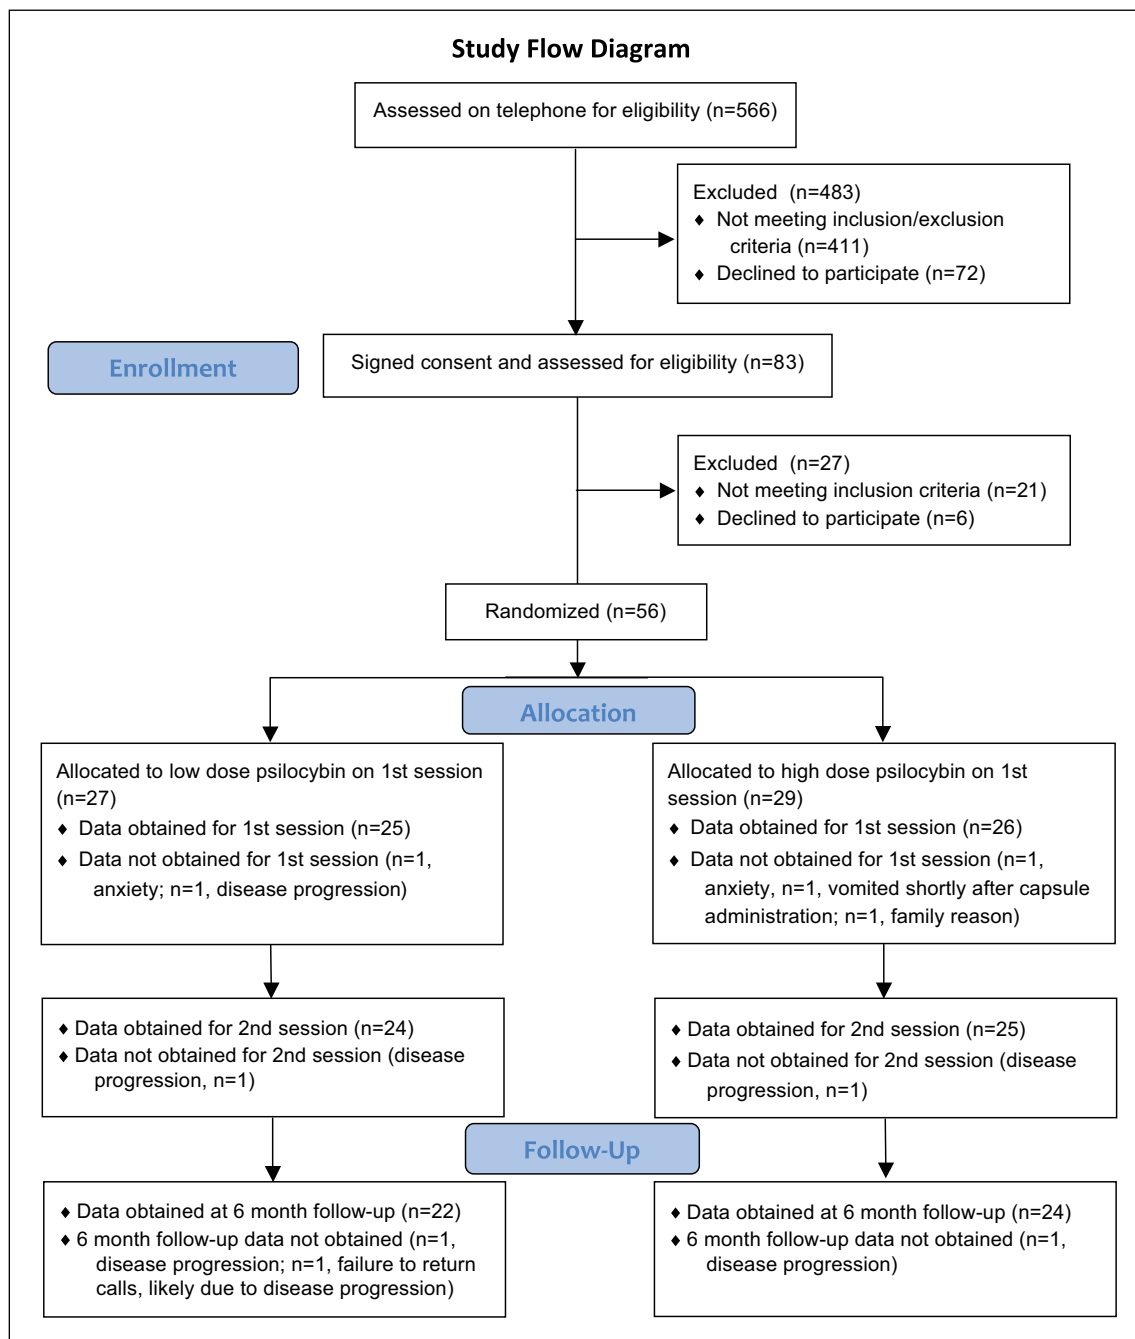 Study Flow Diagram
Assessed on telephone for eligibility (n=566)
Excluded (n=483)
♦ Not meeting inclusion/exclusion
criteria (n=411)
♦ Declined to participate (n=72)
Enrollment
Signed consent and assessed for eligibility (n=83)
Excluded (n=27)
♦ Not meeting inclusion criteria (n=21)
♦ Declined to participate (n=6)
Randomized (n=56)
Allocation
Allocated to low dose psilocybin on 1st session
(n=27)
♦ Data obtained for 1st session (n=25)
♦ Data not obtained for 1st session (n=1,
anxiety; n=1, disease progression)
Allocated to high dose psilocybin on 1st
session (n=29)
♦ Data obtained for 1st session (n=26)
♦ Data not obtained for 1st session (n=1,
anxiety, n=1, vomited shortly after capsule
administration; n=1, family reason)
♦ Data obtained for 2nd session (n=24)
♦ Data not obtained for 2nd session (disease
progression, n=1)
♦ Data obtained for 2nd session (n=25)
♦ Data not obtained for 2nd session (disease
progression, n=1)
Follow-Up
♦ Data obtained at 6 month follow-up (n=22)
♦ 6 month follow-up data not obtained (n=1,
disease progression; n=1, failure to return
calls, likely due to disease progression)
♦ Data obtained at 6 month follow-up (n=24)
♦ 6 month follow-up data not obtained (n=1,
disease progression)